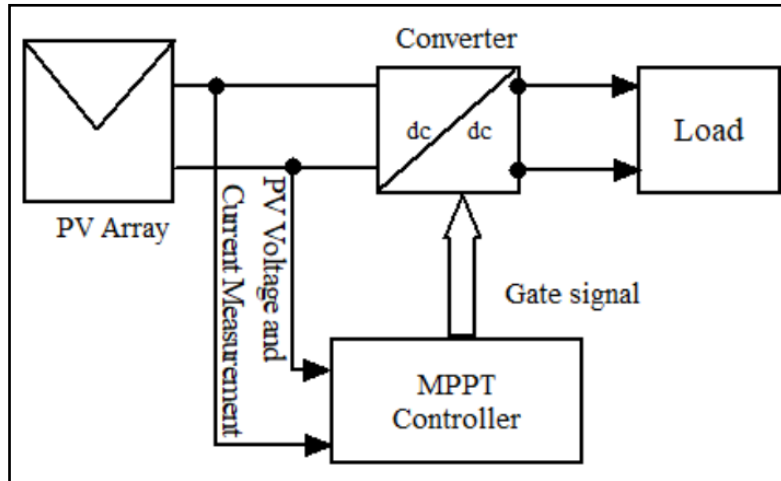 Converter
dc
dc
Load
PV Array
PV Voltage and
Current Measurement
Gate signal
MPPT
Controller